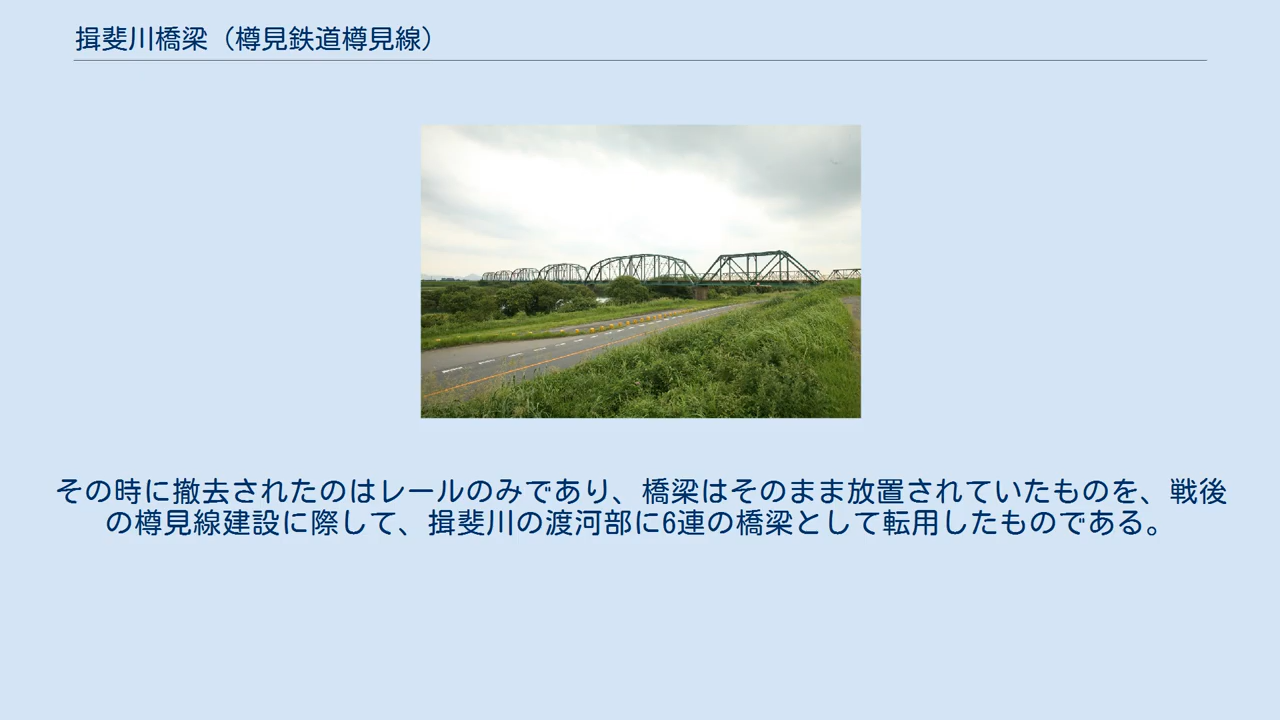 揖斐川橋梁（樽見鉄道樽見線）
その時に撤去されたのはレールのみであり、橋梁はそのまま放置されていたものを、戦後
の樽見線建設に際して、揖斐川の渡河部に6連の橋梁として転用したものである。